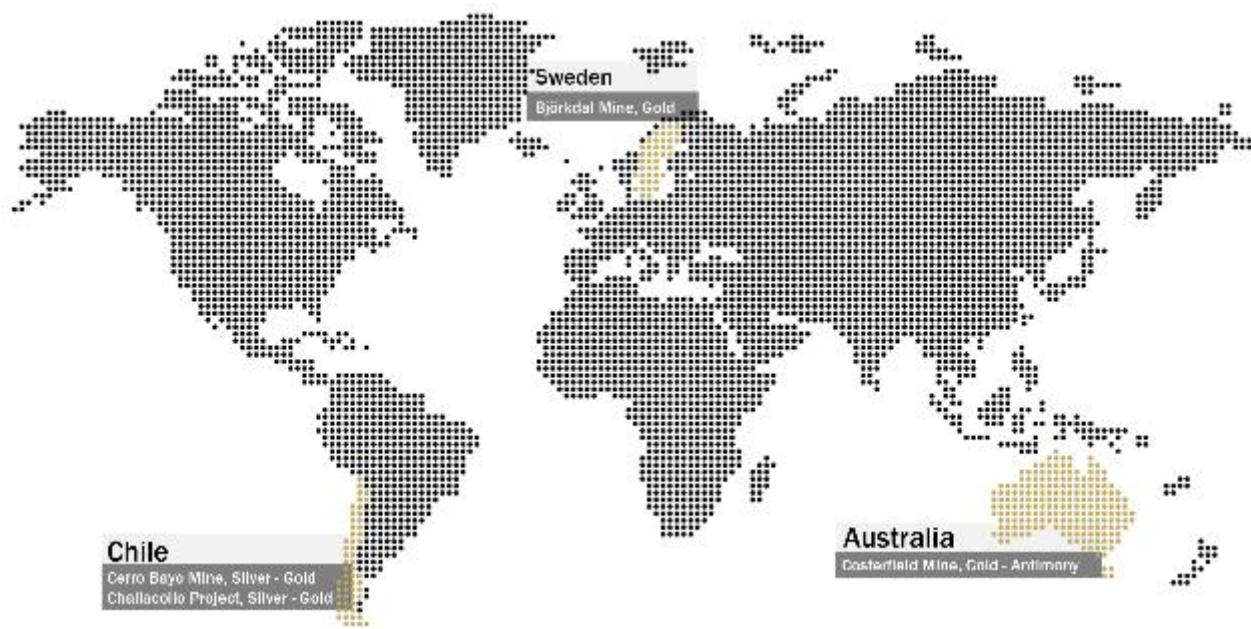 Sweden
Björkdal Mine, Gold
Chile
Cerro Bayo Mine, Silver - Gold
Challacollo Project, Silver - Gold
Australia
Costerfield Mine, Gold - Antimony